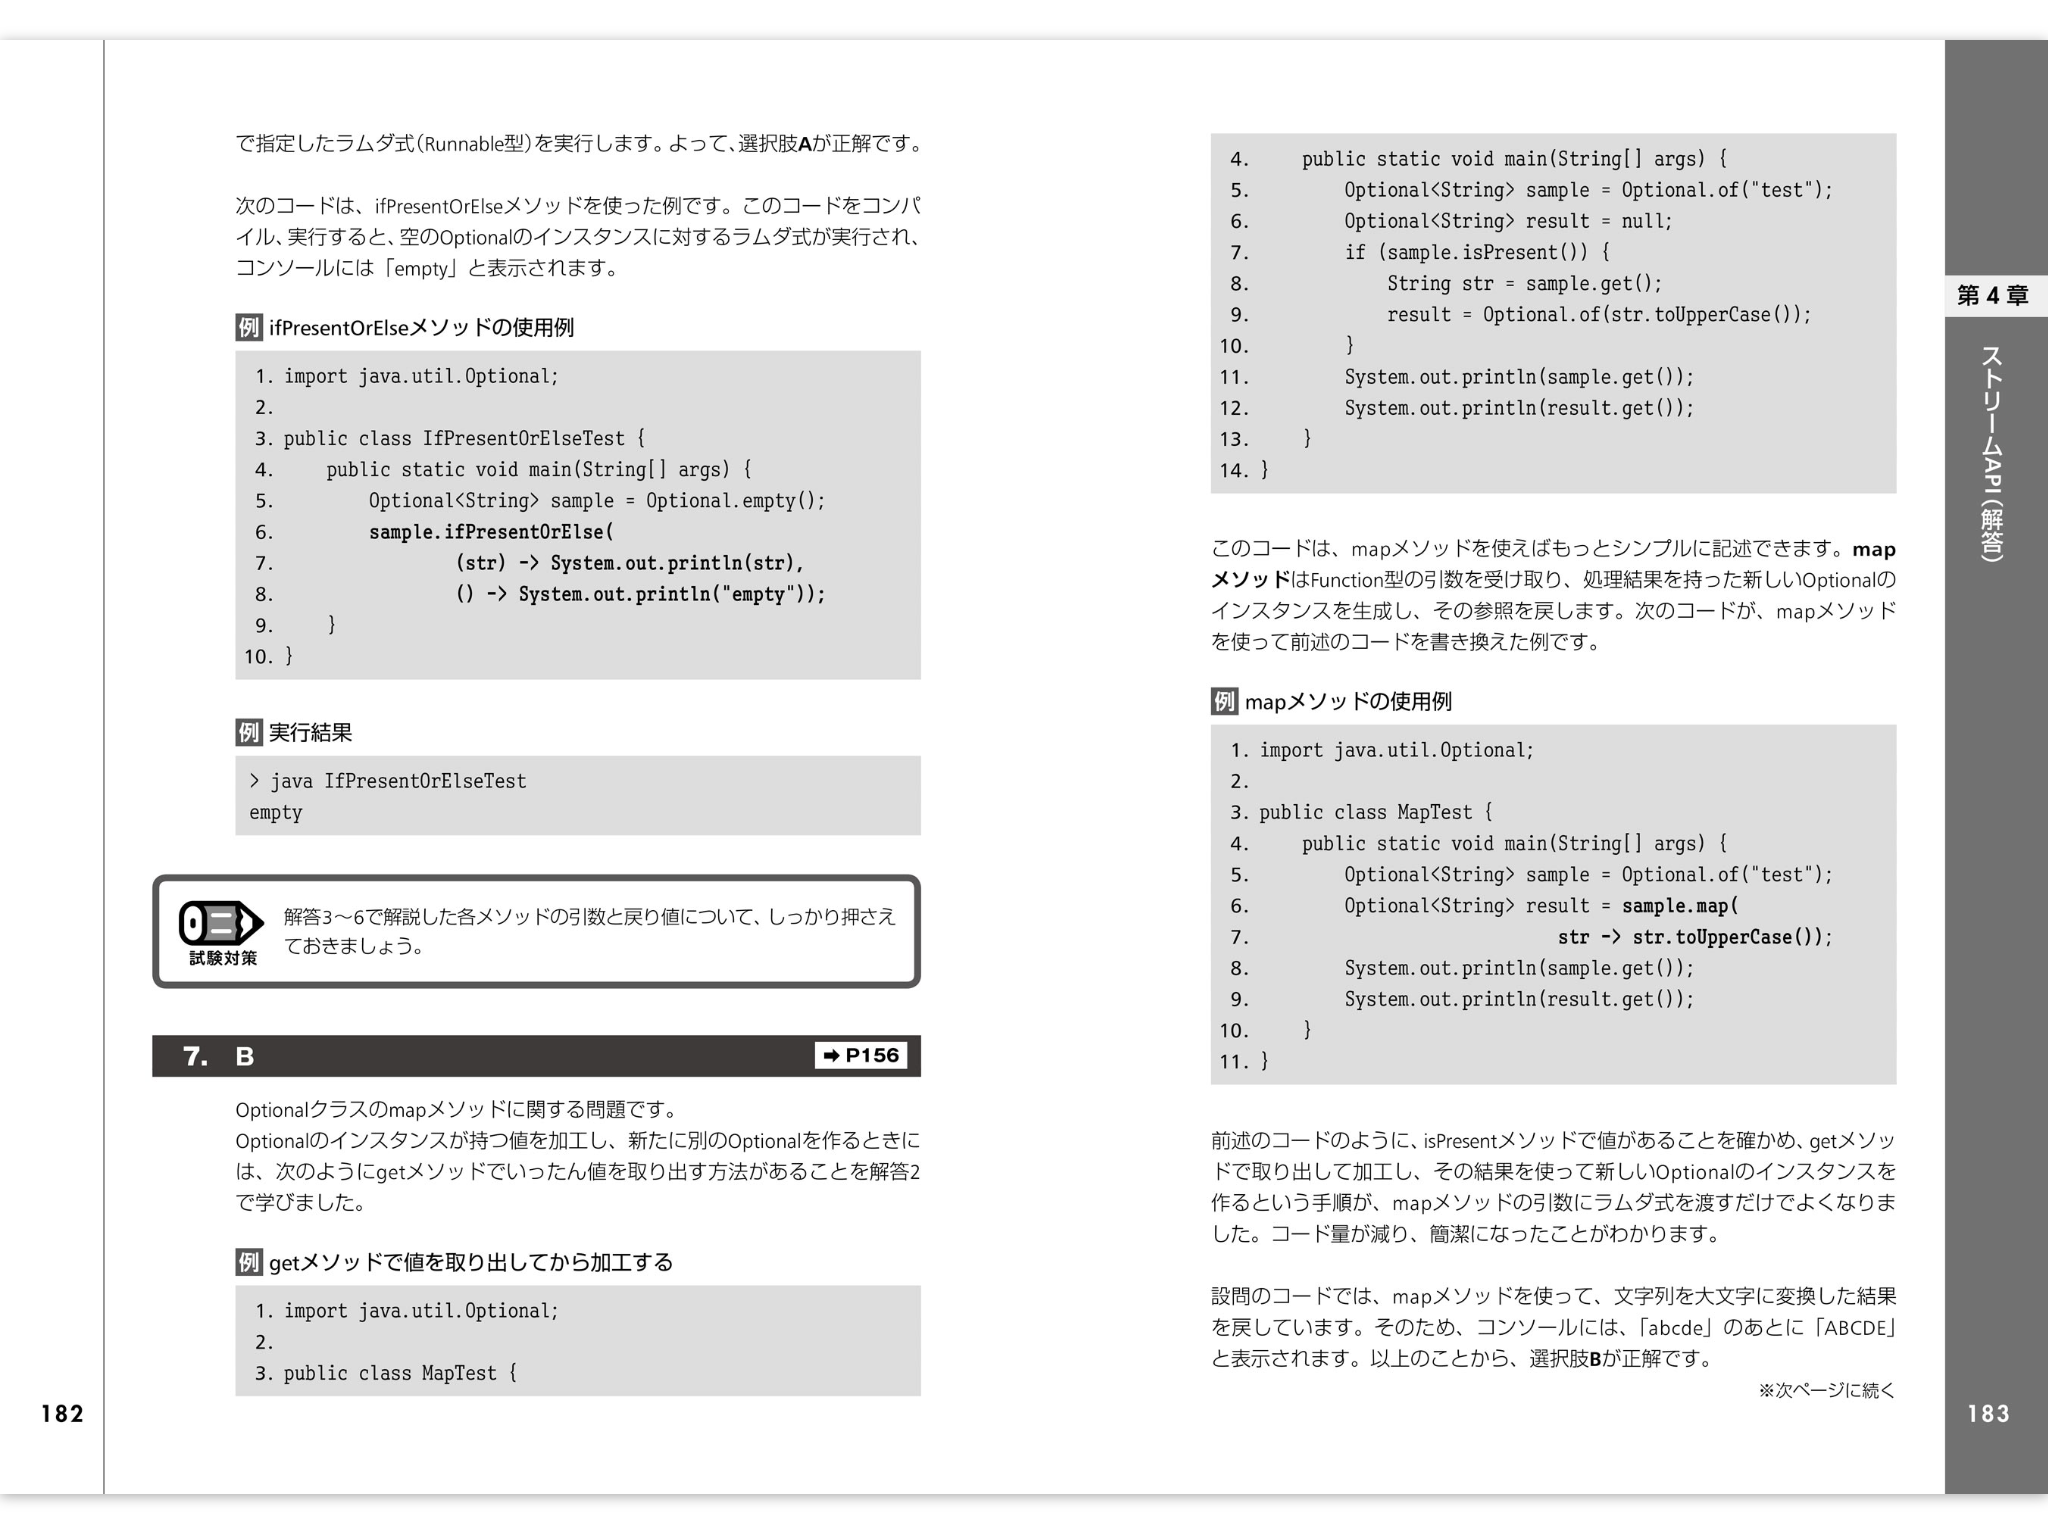 で指定したラムダ式（Runnable型）を実行します。よって、選択肢Aが正解です。
次のコードは、ifPresentOrElseメソッドを使った例です。このコードをコンパ
イル、実行すると、空のOptionalのインスタンスに対するラムダ式が実行され、
コンソールには「empty」と表示されます。
例 ifPresentOrElseメソッドの使用例
1. import java.util.Optional;
2.
3. public class IfPresentOrElseTest {
4.     public static void main(String[] args) {
5.         Optional<String> sample = Optional.empty();
6.         sample.ifPresentOrElse(
7.                 (str) -> System.out.println(str),
8.                 () -> System.out.println("empty"));
9.     }
10. }
例 実行結果
> java IfPresentOrElseTest
empty
試験対策
解答3～6で解説した各メソッドの引数と戻り値について、しっかり押さえ
ておきましょう。
7. B ➡ P156
Optionalクラスのmapメソッドに関する問題です。
Optionalのインスタンスが持つ値を加工し、新たに別のOptionalを作るときに
は、次のようにgetメソッドでいったん値を取り出す方法があることを解答2
で学びました。
例 getメソッドで値を取り出してから加工する
1. import java.util.Optional;
2.
3. public class MapTest {
182
4.     public static void main(String[] args) {
5.         Optional<String> sample = Optional.of("test");
6.         Optional<String> result = null;
7.         if (sample.isPresent()) {
8.             String str = sample.get();
9.             result = Optional.of(str.toUpperCase());
10.         }
11.         System.out.println(sample.get());
12.         System.out.println(result.get());
13.     }
14. }
このコードは、mapメソッドを使えばもっとシンプルに記述できます。map
メソッドはFunction型の引数を受け取り、処理結果を持った新しいOptionalの
インスタンスを生成し、その参照を戻します。次のコードが、mapメソッド
を使って前述のコードを書き換えた例です。
例 mapメソッドの使用例
1. import java.util.Optional;
2.
3. public class MapTest {
4.     public static void main(String[] args) {
5.         Optional<String> sample = Optional.of("test");
6.         Optional<String> result = sample.map(
7.                             str -> str.toUpperCase());
8.         System.out.println(sample.get());
9.         System.out.println(result.get());
10.     }
11. }
前述のコードのように、isPresentメソッドで値があることを確かめ、getメソッ
ドで取り出して加工し、その結果を使って新しいOptionalのインスタンスを
作るという手順が、mapメソッドの引数にラムダ式を渡すだけでよくなりま
した。コード量が減り、簡潔になったことがわかります。
設問のコードでは、mapメソッドを使って、文字列を大文字に変換した結果
を戻しています。そのため、コンソールには、「abcde」のあとに「ABCDE」
と表示されます。以上のことから、選択肢Bが正解です。
※次ページに続く
第4章
ストリームAPI（解答）
183